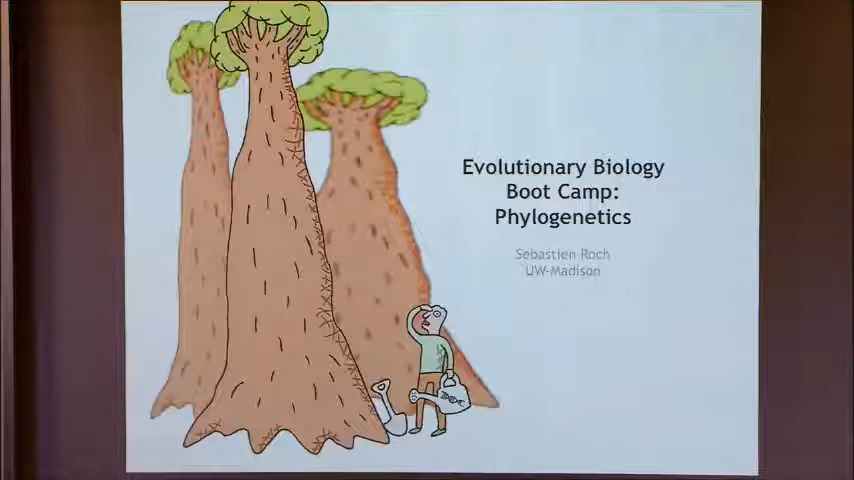 Evolutionary Biology
Boot Camp:
Phylogenetics
Sebastien Roch
UW-Madison